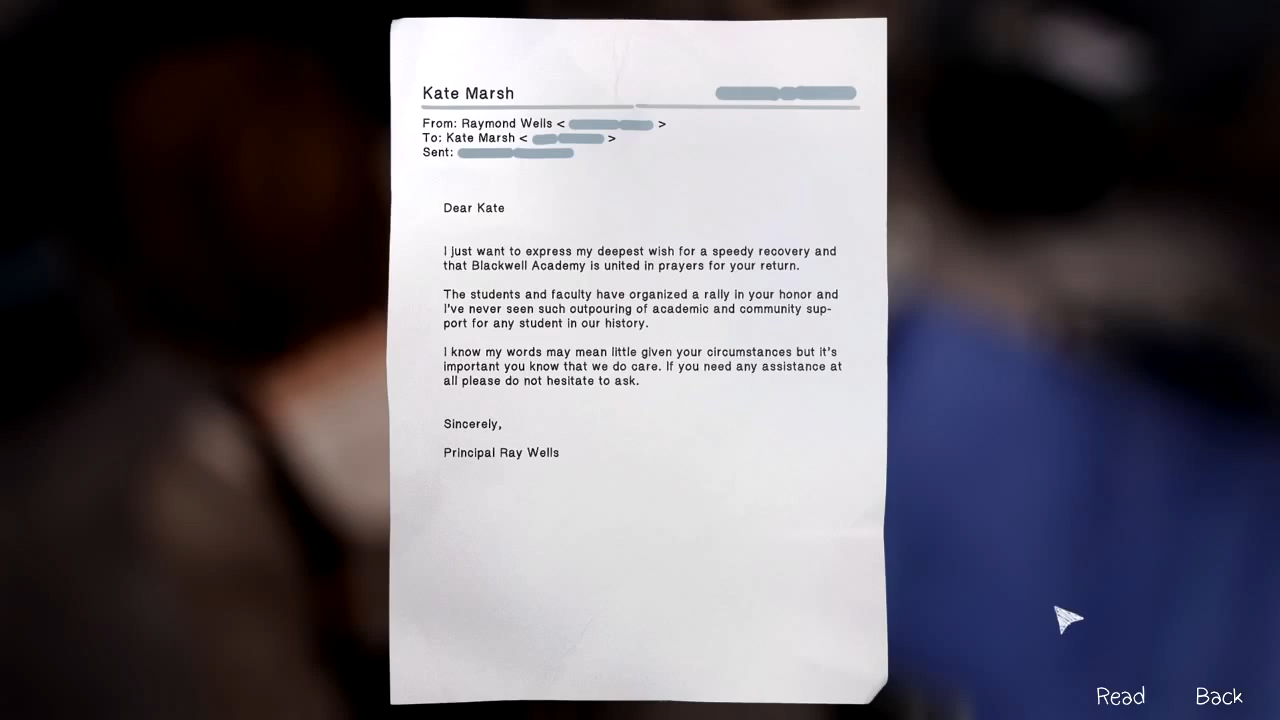 Kate Marsh
From: Raymond Wells < >
To: Kate Marsh < >
Sent:
Dear Kate
I just want to express my deepest wish for a speedy recovery and
that Blackwell Academy is united in prayers for your return.
The students and faculty have organized a rally in your honor and
I've never seen such outpouring of academic and community sup-
port for any student in our history.
I know my words may mean little given your circumstances but it's
important you know that we do care. If you need any assistance at
all please do not hesitate to ask.
Sincerely,
Principal Ray Wells
Read Back